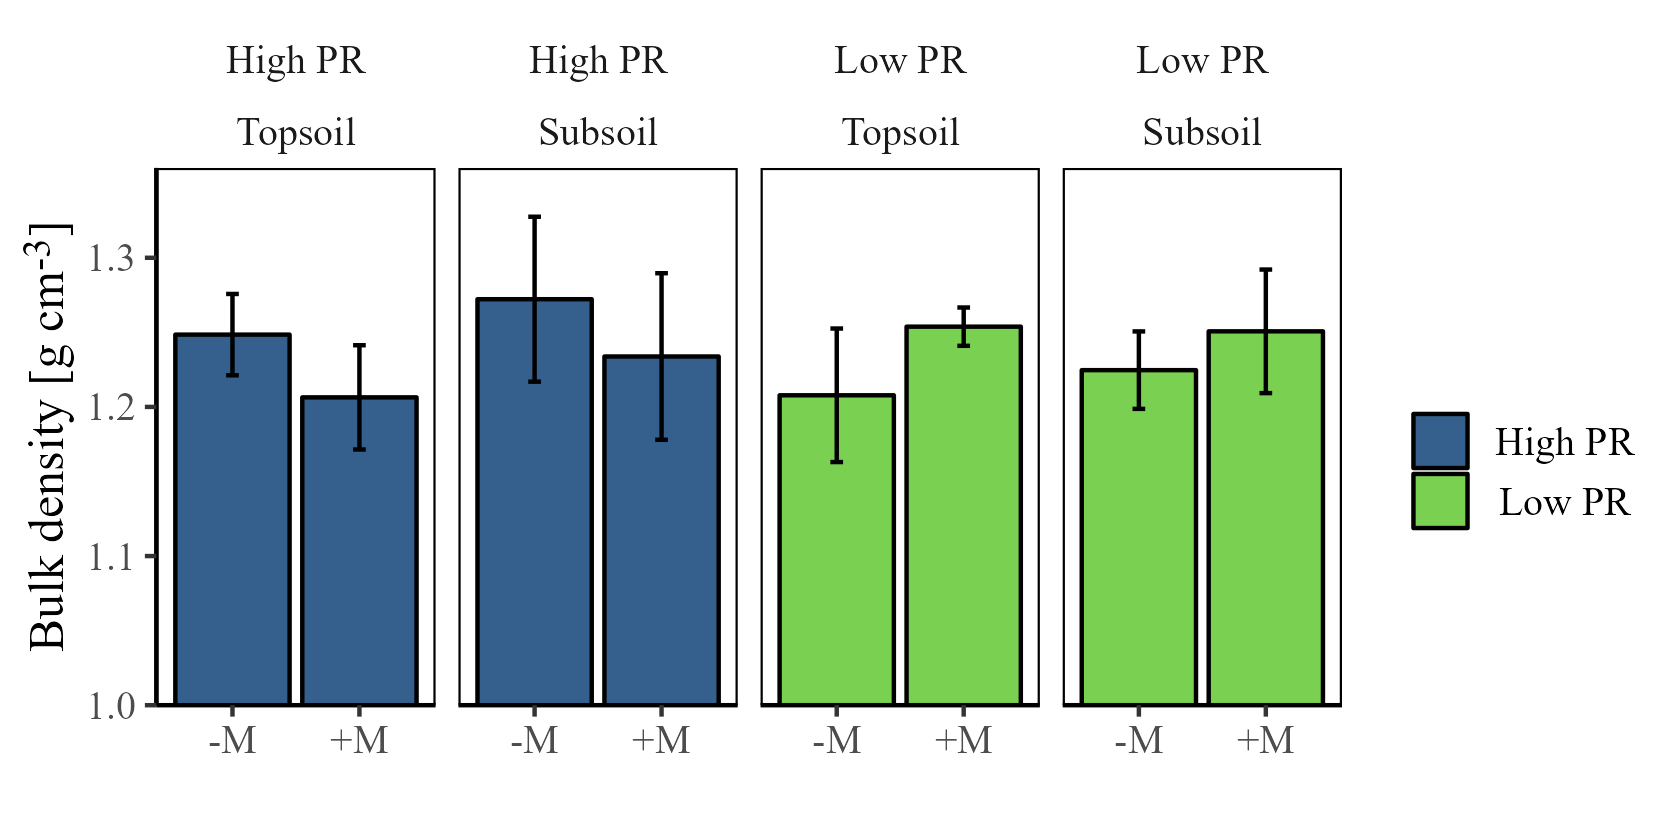 High PR
High PR
Low PR
Low PR
Topsoil
Subsoil
Topsoil
Subsoil
Bulk density [g cm-3]
1.3
1.2
1.1
1.0
-M
+M
-M
+M
-M
+M
-M
+M
High PR
Low PR